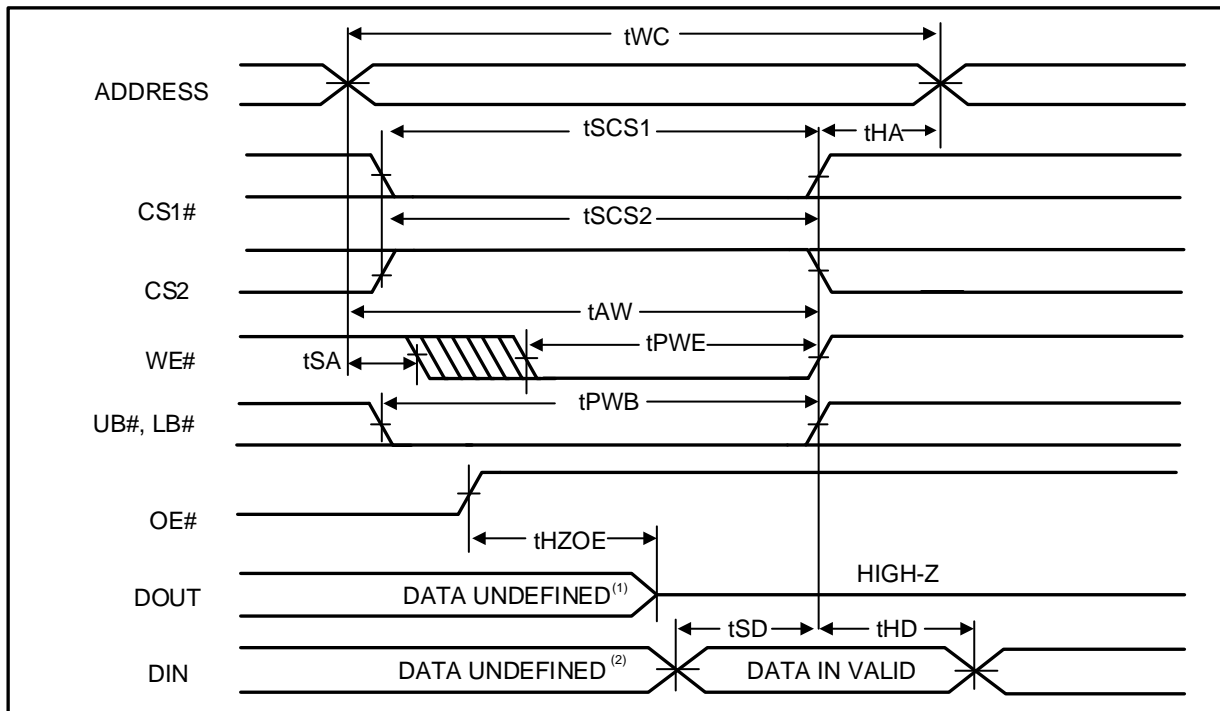 tWC
ADDRESS
tSCS1
tHA
CS1#
tSCS2
CS2
tAW
WE#
tSA
tPWE
UB#, LB#
tPWB
OE#
tHZOE
DOUT
DATA UNDEFINED(1)
HIGH-Z
tSD
tHD
DIN
DATA UNDEFINED (2)
DATA IN VALID